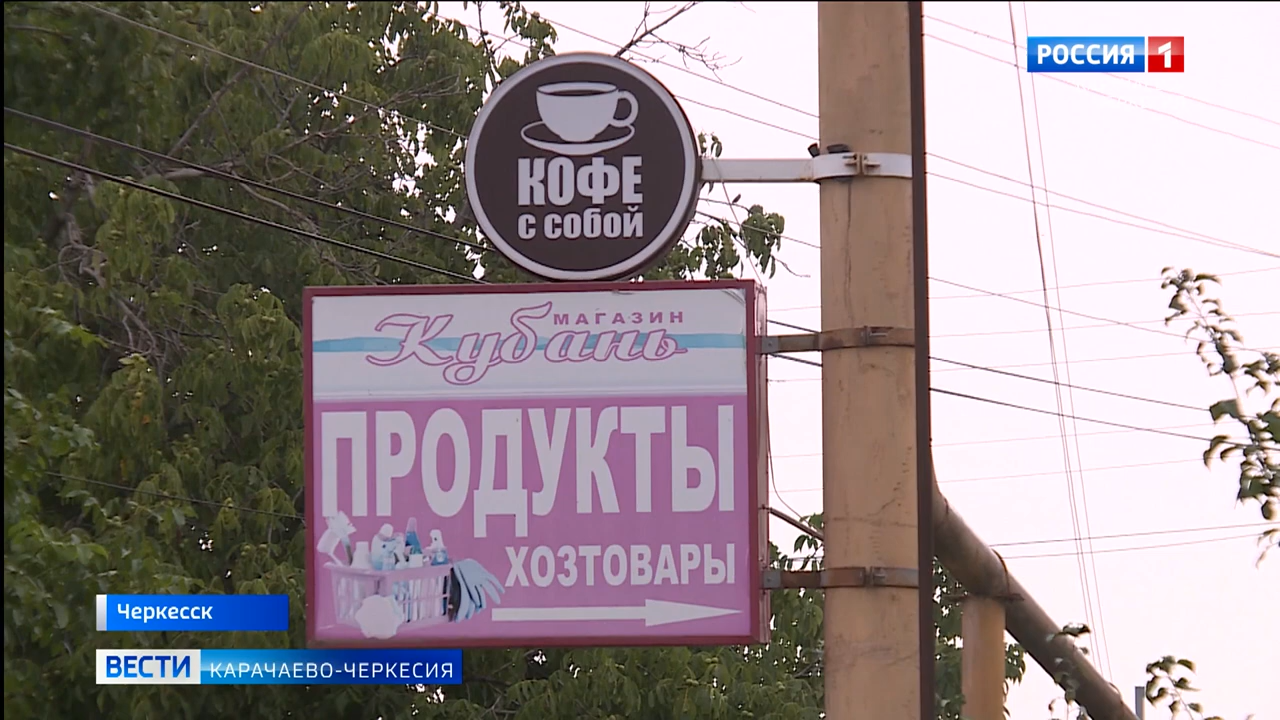 РОССИЯ 1
КОФЕ
С СОБОЙ
МАГАЗИН
Кубань
ПРОДУКТЫ
ХОЗТОВАРЫ
Черкесск
ВЕСТИ КАРАЧАЕВО-ЧЕРКЕСИЯ